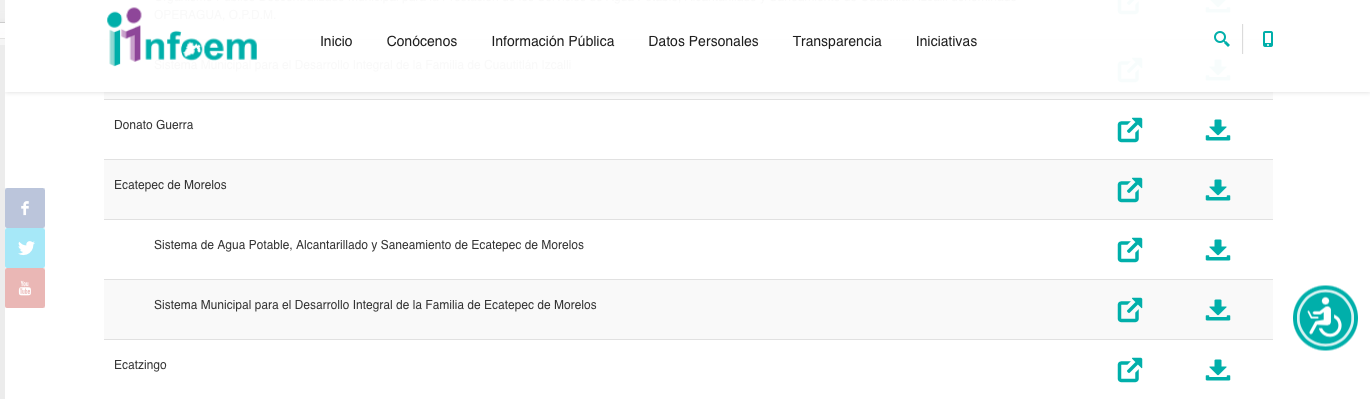 OPERAGUA, O.P.D.M.
infoem
Inicio
Conócenos
Información Pública
Datos Personales
Transparencia
Iniciativas
Donato Guerra
Ecatepec de Morelos
Sistema de Agua Potable, Alcantarillado y Saneamiento de Ecatepec de Morelos
Sistema Municipal para el Desarrollo Integral de la Familia de Ecatepec de Morelos
Ecatzingo